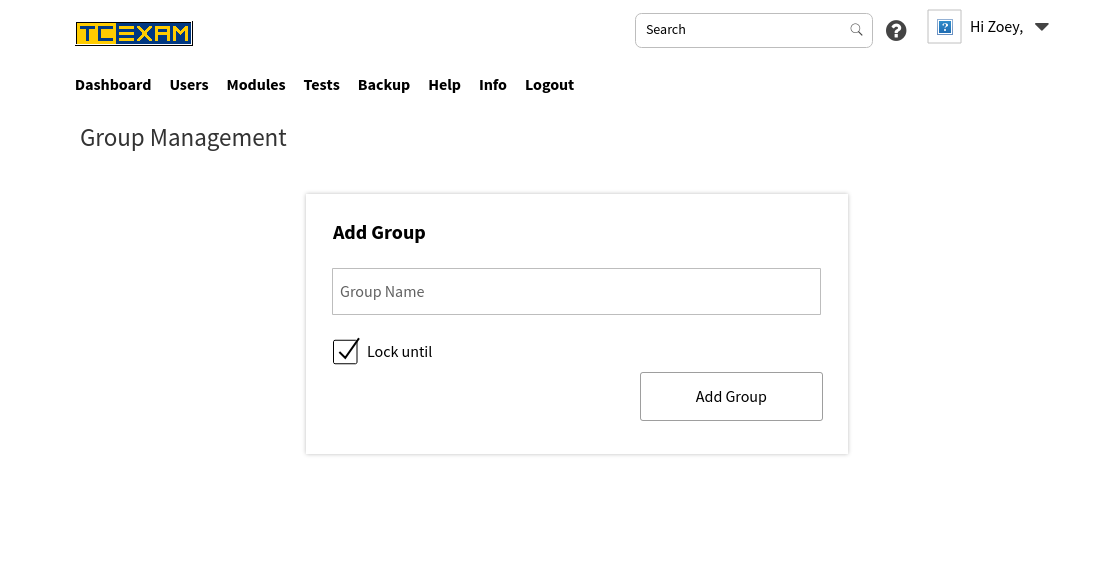 TCEXAM
Search
Hi Zoey,
Dashboard Users Modules Tests Backup Help Info Logout
Group Management
Add Group
Group Name
Lock until
Add Group